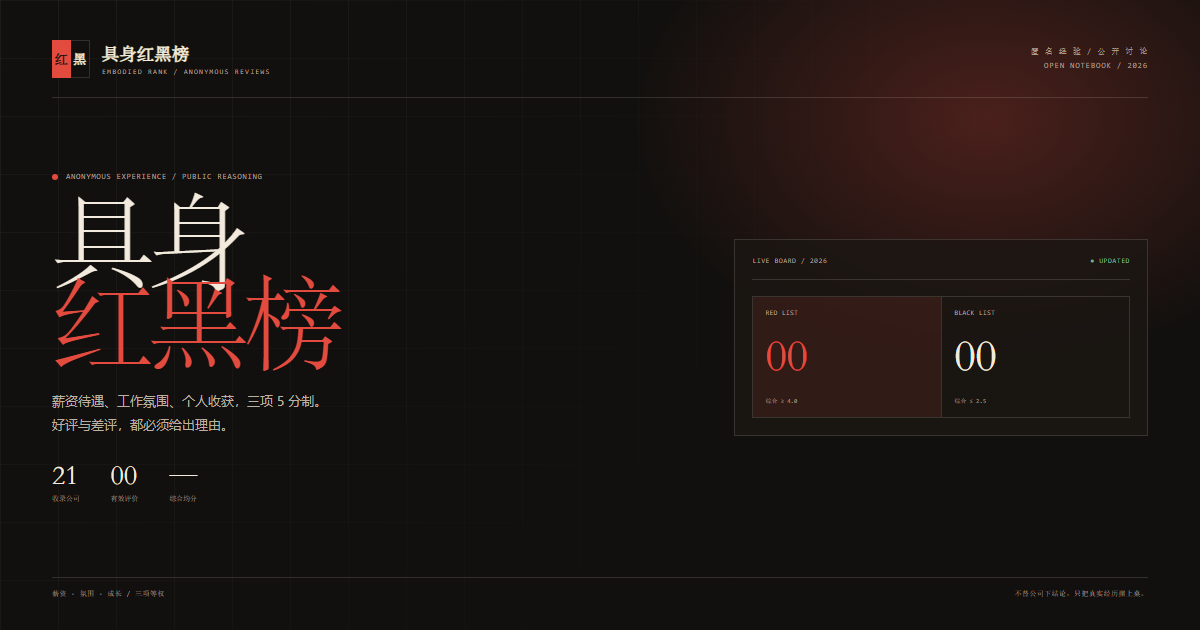 红 黑
具身红黑榜
EMBODIED RANK / ANONYMOUS REVIEWS
匿名经验/公开讨论
OPEN NOTEBOOK / 2026
ANONYMOUS EXPERIENCE / PUBLIC REASONING
具身
红黑榜
薪资待遇、工作氛围、个人收获，三项 5 分制。
好评与差评，都必须给出理由。
21
收录公司
00
有效评价
—
综合均分
LIVE BOARD / 2026
● UPDATED
RED LIST
00
综合 ≥ 4.0
BLACK LIST
00
综合 ≤ 2.5
薪资 · 氛围 · 成长 / 三项等权
不替公司下结论，只把真实经历摆上桌。